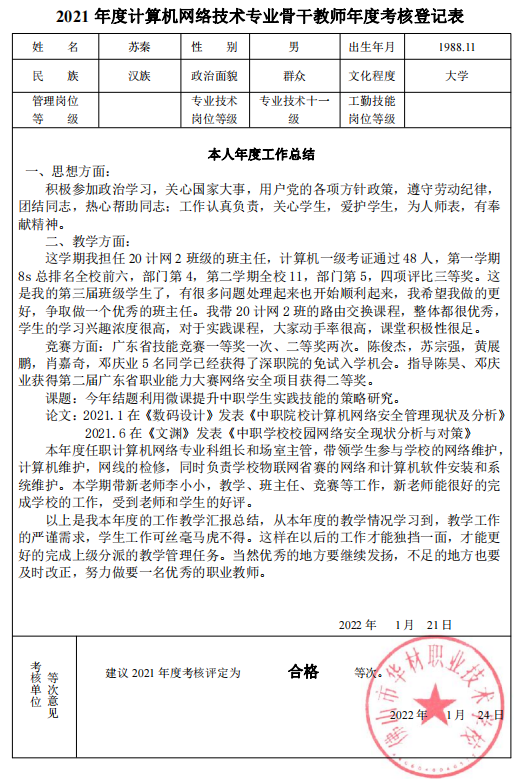 2021 年度计算机网络技术专业骨干教师年度考核登记表
姓 名 苏秦 性 别 男 出生年月 1988.11
民 族 汉族 政治面貌 群众 文化程度 大学
管理岗位等 级 专业技术岗位等级 专业技术十一级 工勤技能岗位等级
本人年度工作总结
一、思想方面：
积极参加政治学习，关心国家大事，用户党的各项方针政策，遵守劳动纪律，
团结同志，热心帮助同志；工作认真负责，关心学生，爱护学生，为人师表，有奉
献精神。
二、教学方面：
这学期我担任 20 计网 2 班级的班主任，计算机一级考证通过 48 人，第一学期
8s 总排名全校前六，部门第 4，第二学期全校 11，部门第 5，四项评比三等奖。这
是我的第三届班级学生了，有很多问题处理起来也开始顺利起来，我希望我做的更
好，争取做一个优秀的班主任。我带 20 计网 2 班的路由交换课程，整体都很优秀，
学生的学习兴趣浓度很高，对于实践课程，大家动手率很高，课堂积极性很足。
竞赛方面：广东省技能竞赛一等奖一次、二等奖两次。陈俊杰，苏宗强，黄展
鹏，肖嘉奇，邓庆业 5 名同学已经获得了深职院的免试入学机会。指导陈昊、邓庆
业获得第二届广东省职业能力大赛网络安全项目获得二等奖。
课题：今年结题利用微课提升中职学生实践技能的策略研究。
论文：2021.1 在《数码设计》发表《中职院校计算机网络安全管理现状及分析》
2021.6 在《文渊》发表《中职学校校园网络安全现状分析与对策》
本年度任职计算机网络专业科组长和场室主管，带领学生参与学校的网络维护，
计算机维护，网线的检修，同时负责学校物联网省赛的网络和计算机软件安装和系
统维护。本学期带新老师李小小，教学、班主任、竞赛等工作，新老师能很好的完
成学校的工作，受到老师和学生的好评。
以上是我本年度的工作教学汇报总结，从本年度的教学情况学习到，教学工作
的严谨需求，学生工作可丝毫马虎不得。这样在以后的工作才能独挡一面，才能更
好的完成上级分派的教学管理任务。当然优秀的地方要继续发扬，不足的地方也要
及时改正，努力做要一名优秀的职业教师。
2022 年 1月 21日
考核单位等次意见
建议 2021 年度考核评定为 合格 等次。
佛山市华材职业技术学校
2022 年 1月 24日